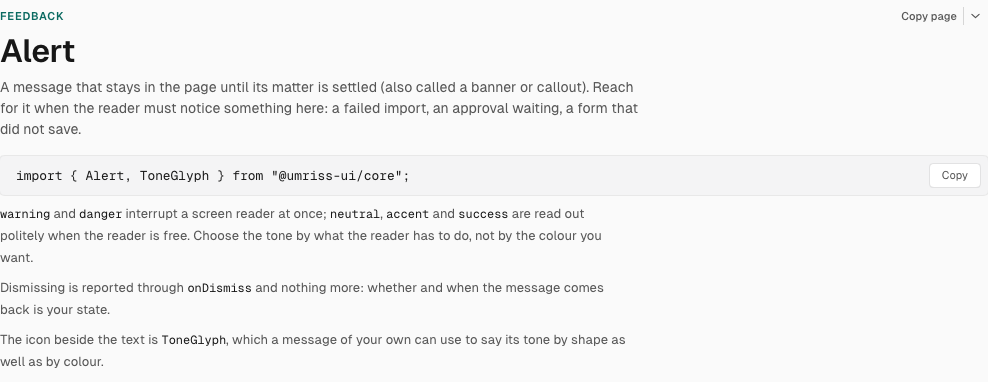 FEEDBACK
Copy page
Alert
A message that stays in the page until its matter is settled (also called a banner or callout). Reach
for it when the reader must notice something here: a failed import, an approval waiting, a form that
did not save.
import { Alert, ToneGlyph } from "@umriss-ui/core";
Copy
warning and danger interrupt a screen reader at once; neutral, accent and success are read out
politely when the reader is free. Choose the tone by what the reader has to do, not by the colour you
want.
Dismissing is reported through onDismiss and nothing more: whether and when the message comes
back is your state.
The icon beside the text is ToneGlyph, which a message of your own can use to say its tone by shape as
well as by colour.